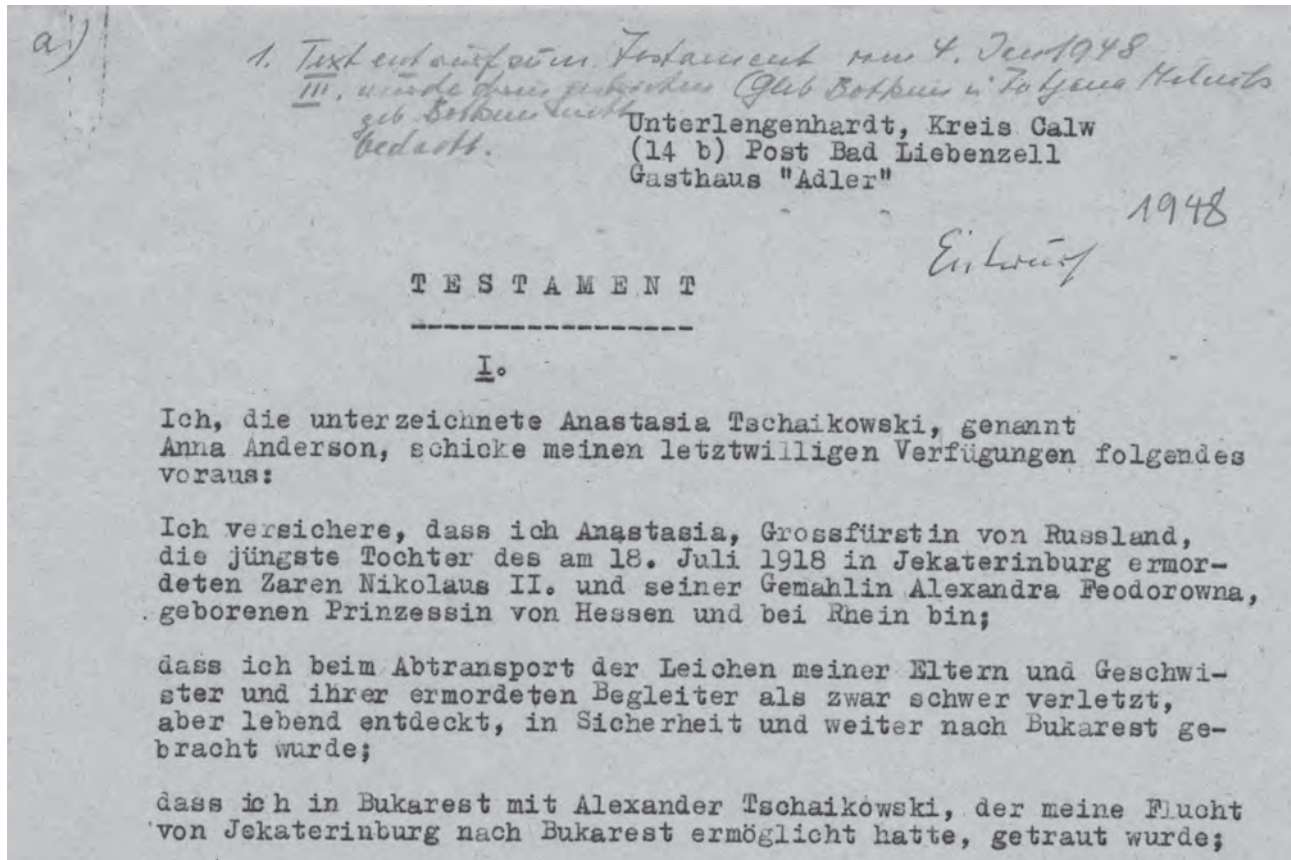 a.)
1. Textentwurf zum Testament vom 4. 1948
III. wurde (Gleb Botkin u. Tatjana
geb. Botkin
bedacht.
Unterlengenhardt, Kreis Calw
(14 b) Post Bad Liebenzell
Gasthaus "Adler"
1948
Entwurf
T E S T A M E N T
-----------------
I.
Ich, die unterzeichnete Anastasia Tschaikowski, genannt
Anna Anderson, schicke meinen letztwilligen Verfügungen folgendes
voraus:
Ich versichere, dass ich Anastasia, Grossfürstin von Russland,
die jüngste Tochter des am 18. Juli 1918 in Jekaterinburg ermor-
deten Zaren Nikolaus II. und seiner Gemahlin Alexandra Feodorowna,
geborenen Prinzessin von Hessen und bei Rhein bin;
dass ich beim Abtransport der Leichen meiner Eltern und Geschwi-
ster und ihrer ermordeten Begleiter als zwar schwer verletzt,
aber lebend entdeckt, in Sicherheit und weiter nach Bukarest ge-
bracht wurde;
dass ich in Bukarest mit Alexander Tschaikowski, der meine Flucht
von Jekaterinburg nach Bukarest ermöglicht hatte, getraut wurde;